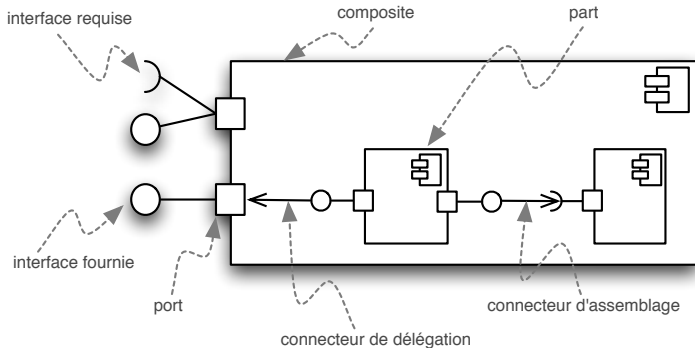 interface requise
composite
part
interface fournie
port
connecteur d'assemblage
connecteur de délégation